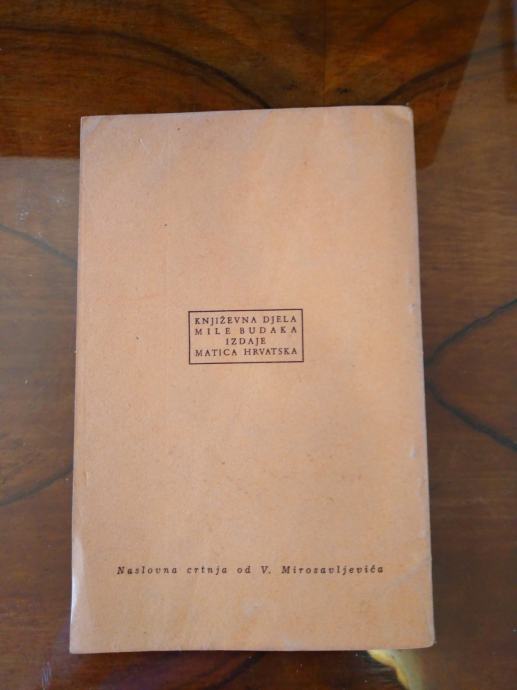 KNJIŽEVNA DJELA
MILE BUDAKA
IZDAJE
MATICA HRVATSKA
Naslovna crtnja od V. Mirosavljevića